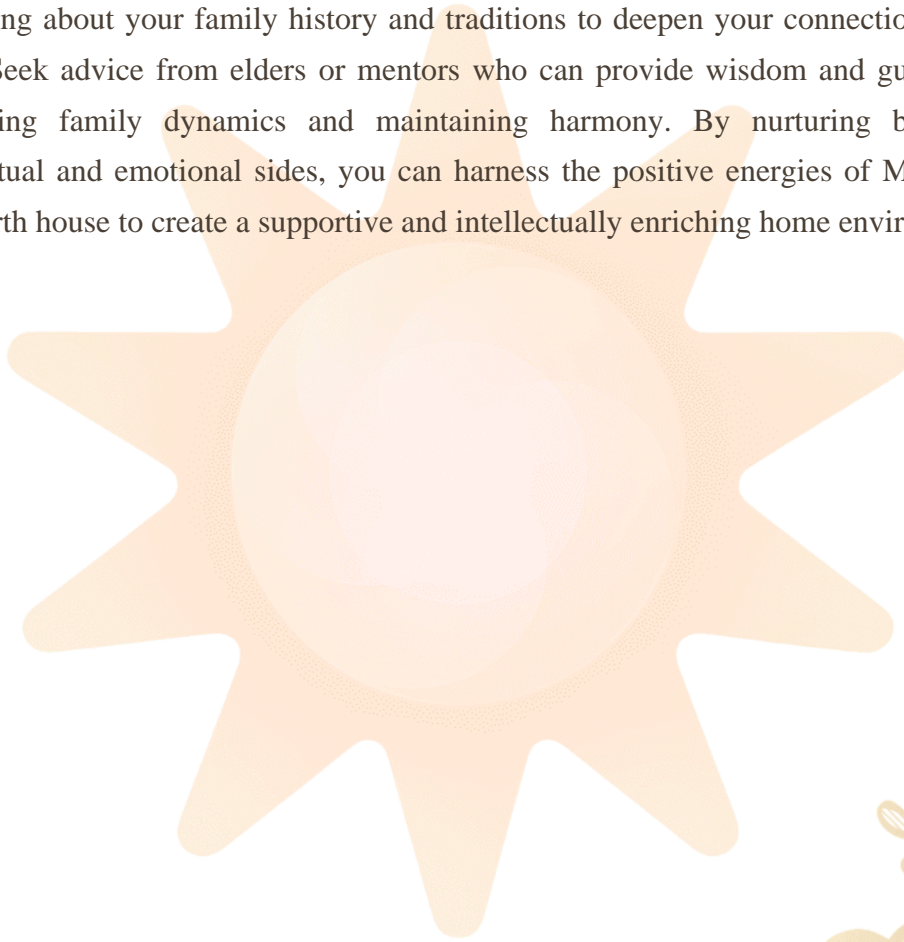 ng about your family history and traditions to deepen your connectio
Seek advice from elders or mentors who can provide wisdom and gu
ing family dynamics and maintaining harmony. By nurturing b
tual and emotional sides, you can harness the positive energies of M
rth house to create a supportive and intellectually enriching home envir